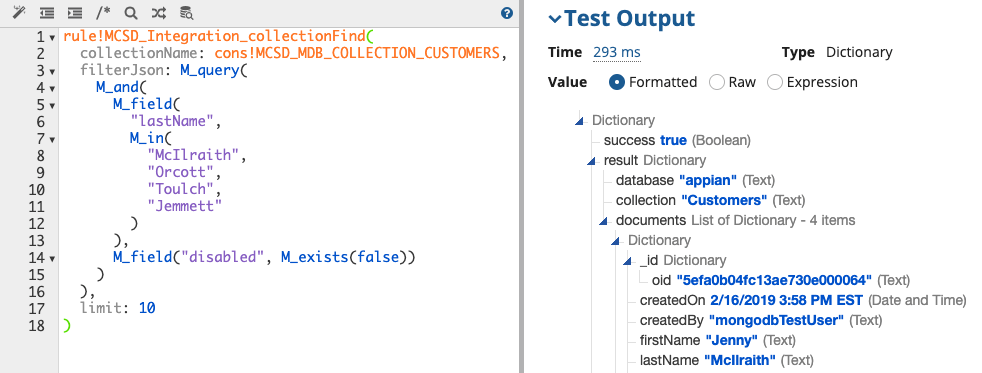 1 rule!MCSD_Integration_collectionFind(
2 collectionName: cons!MCSD_MDB_COLLECTION_CUSTOMERS,
3 filterJson: M_query(
4 M_and(
5 M_field(
6 "lastName",
7 M_in(
8 "McIlraith",
9 "Orcott",
10 "Toulch",
11 "Jemmett"
12 )
13 ),
14 M_field("disabled", M_exists(false))
15 )
16 ),
17 limit: 10
18 )
/*
?
Test Output
Time 293 ms Type Dictionary
Value Formatted Raw Expression
Dictionary
success true (Boolean)
result Dictionary
database "appian" (Text)
collection "Customers" (Text)
documents List of Dictionary - 4 items
Dictionary
_id Dictionary
oid "5efa0b04fc13ae730e000064" (Text)
createdOn 2/16/2019 3:58 PM EST (Date and Time)
createdBy "mongodbTestUser" (Text)
firstName "Jenny" (Text)
lastName "McIlraith" (Text)